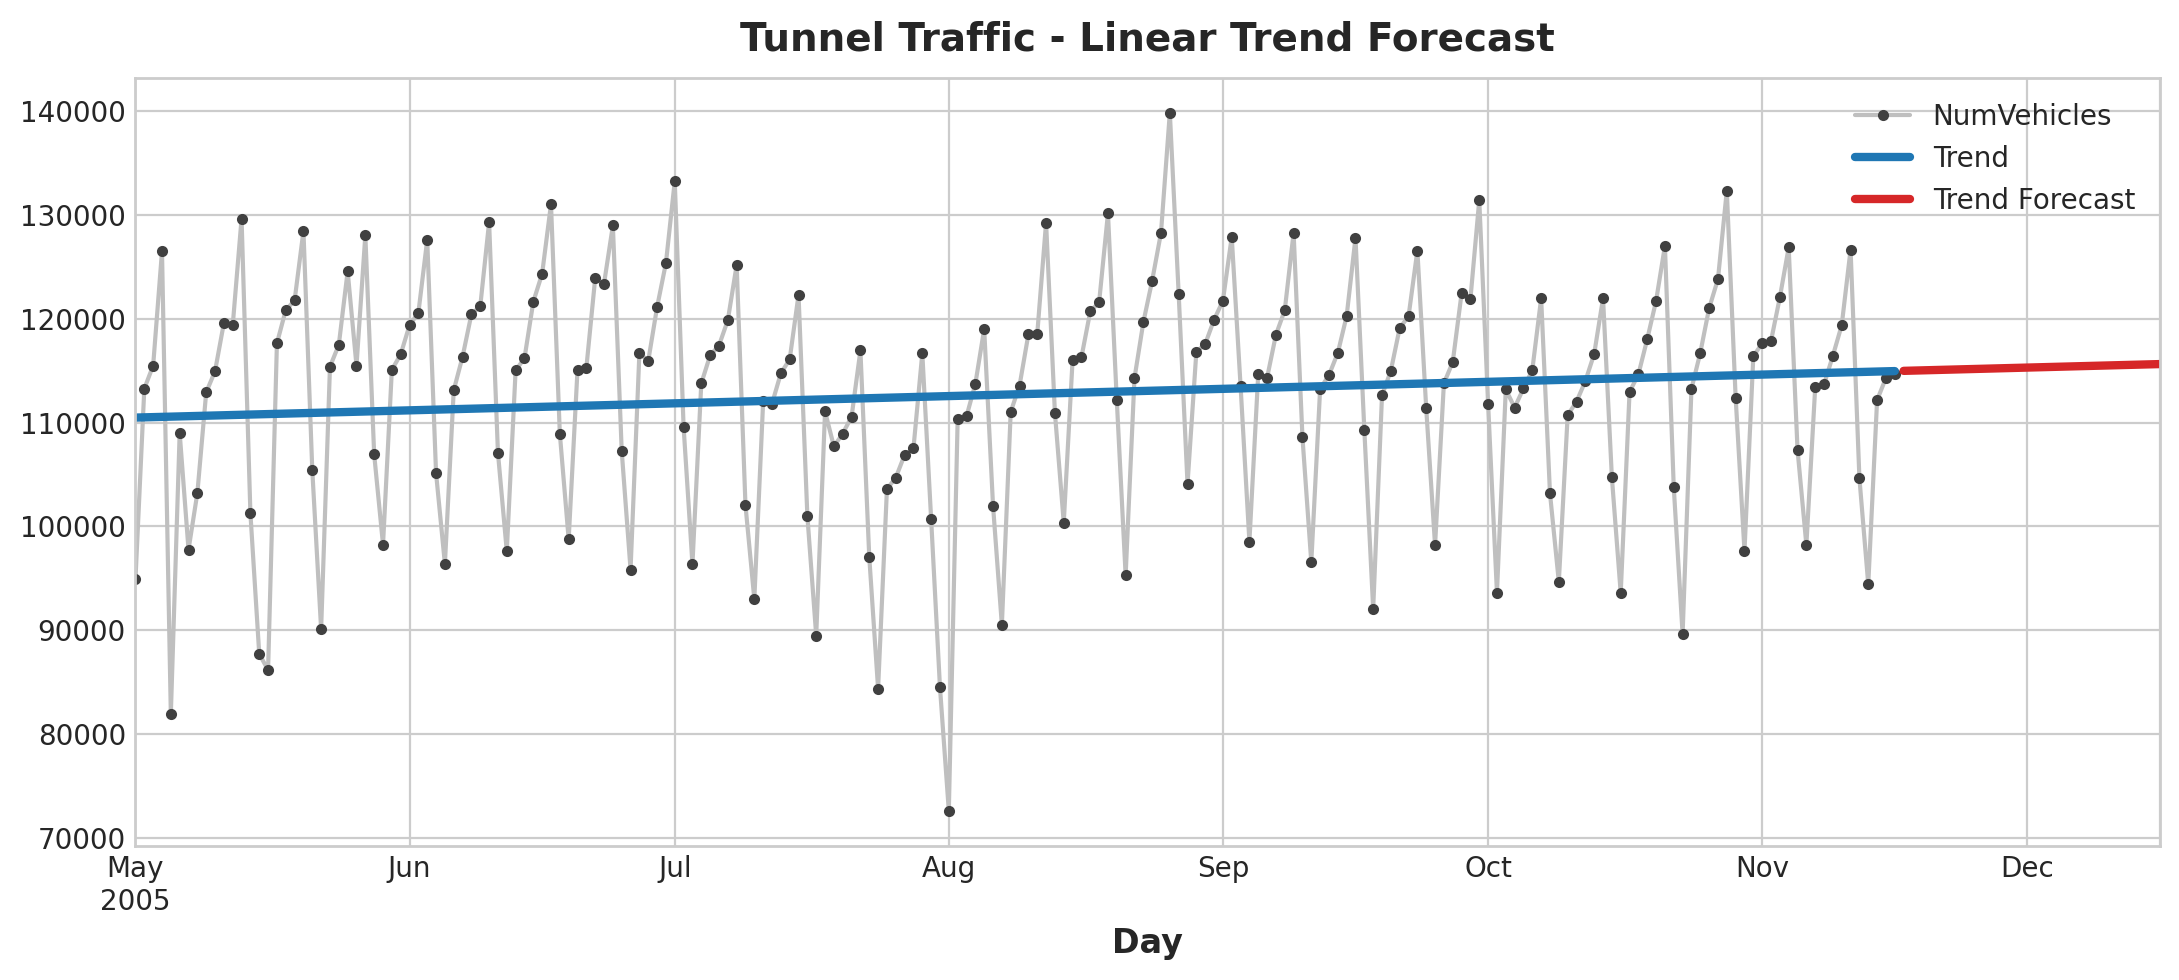 Tunnel Traffic - Linear Trend Forecast
140000
130000
120000
110000
100000
90000
80000
70000
NumVehicles
Trend
Trend Forecast
May Jun Jul Aug Sep Oct Nov Dec
2005
Day